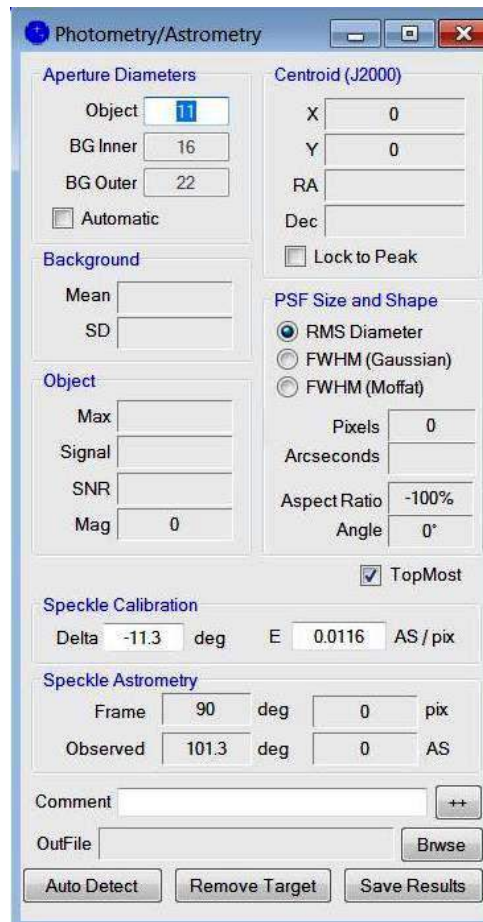 Photometry/Astrometry
Aperture Diameters
Object 11
BG Inner 16
BG Outer 22
Automatic
Background
Mean
SD
Object
Max
Signal
SNR
Mag 0
Centroid (J2000)
X 0
Y 0
RA
Dec
Lock to Peak
PSF Size and Shape
RMS Diameter
FWHM (Gaussian)
FWHM (Moffat)
Pixels 0
Arcseconds
Aspect Ratio -100%
Angle 0°
TopMost
Speckle Calibration
Delta -11.3 deg E 0.0116 AS / pix
Speckle Astrometry
Frame 90 deg 0 pix
Observed 101.3 deg 0 AS
Comment ++
OutFile Brwse
Auto Detect Remove Target Save Results